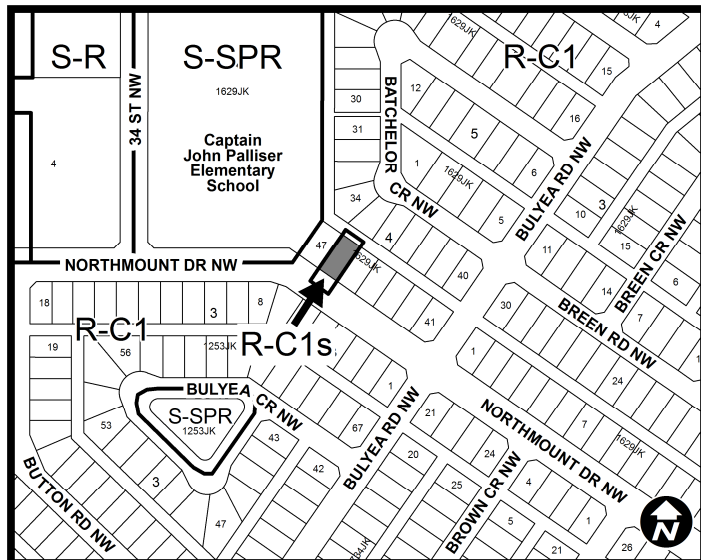 S-R
S-SPR
1629JK
34 ST NW
Captain
John Palliser
Elementary
School
4
R-C1
1629JK
4
15
16
BATCHELOR
CR NW
30
31
34
12
5
6
1
1629JK
5
BULYEA RD NW
3
10
1629JK
15
BREEN CR NW
6
7
11
14
BREEN RD NW
47
4
1629JK
40
41
30
1
24
NORTHMOUNT DR NW
R-C1s
18
3
8
R-C1
1253JK
19
56
BULYEA
CR NW
S-SPR
1253JK
53
3
43
47
42
67
1
BULYEA RD NW
21
20
24
25
BROWN CR NW
NORTHMOUNT DR NW
7
1629JK
4
5
1
21
26
BUTTON RD NW
N